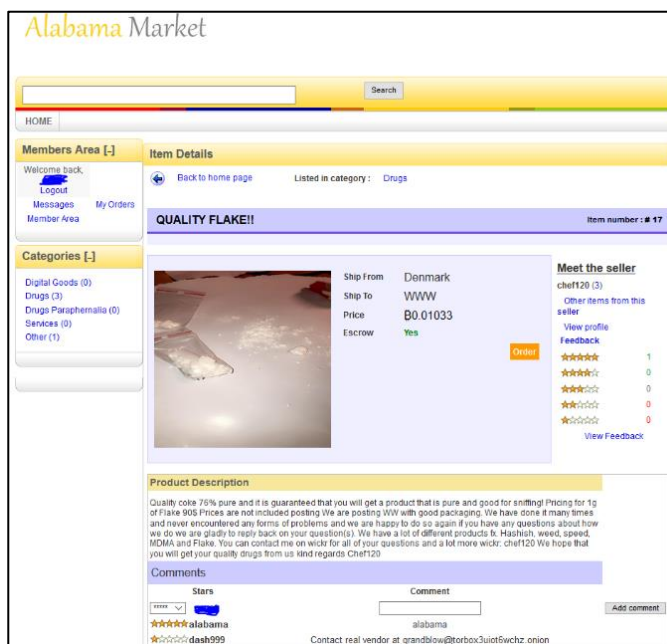 Alabama Market
Search
HOME
Members Area [-]
Welcome back,
Logout
Messages My Orders
Member Area
Categories [-]
Digital Goods (0)
Drugs (3)
Drugs Paraphernalia (0)
Services (0)
Other (1)
Item Details
Back to home page Listed in category : Drugs
QUALITY FLAKE!! Item number : # 17
Ship From Denmark
Ship To WWW
Price ฿0.01033
Escrow Yes
Order
Meet the seller
chef120 (3)
Other items from this
seller
View profile
Feedback
1
0
0
0
0
View Feedback
Product Description
Quality coke 76% pure and it is guaranteed that you will get a product that is pure and good for sniffing! Pricing for 1g
of Flake 90$ Prices are not included posting We are posting WW with good packaging. We have done it many times
and never encountered any forms of problems and we are happy to do so again if you have any questions about how
we do we are gladly to reply back on your question(s). We have a lot of different products fx. Hashish, weed, speed,
MDMA and Flake. You can contact me on wickr for all of your questions and a lot more wickr: chef120 We hope that
you will get your quality drugs from us kind regards Chef120
Comments
Stars Comment
***** Add comment
alabama alabama
dash999 Contact real vendor at grandblow@torbox3uiot6wchz.onion